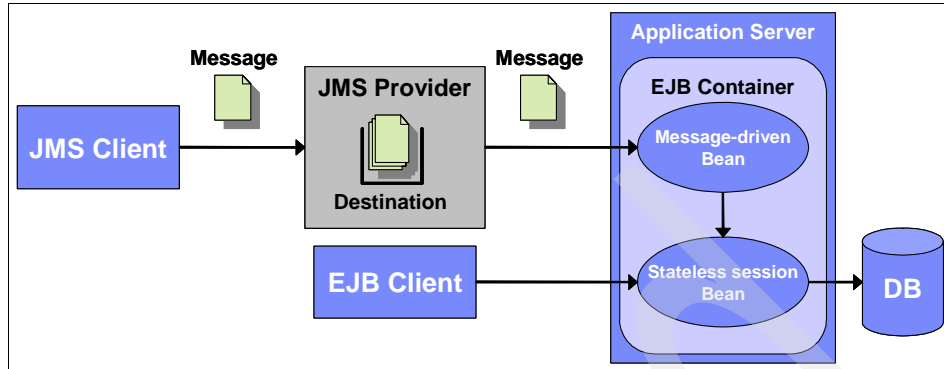 Application Server
Message
Message
JMS Provider
EJB Container
JMS Client
Message-driven
Bean
Destination
EJB Client
Stateless session
Bean
DB